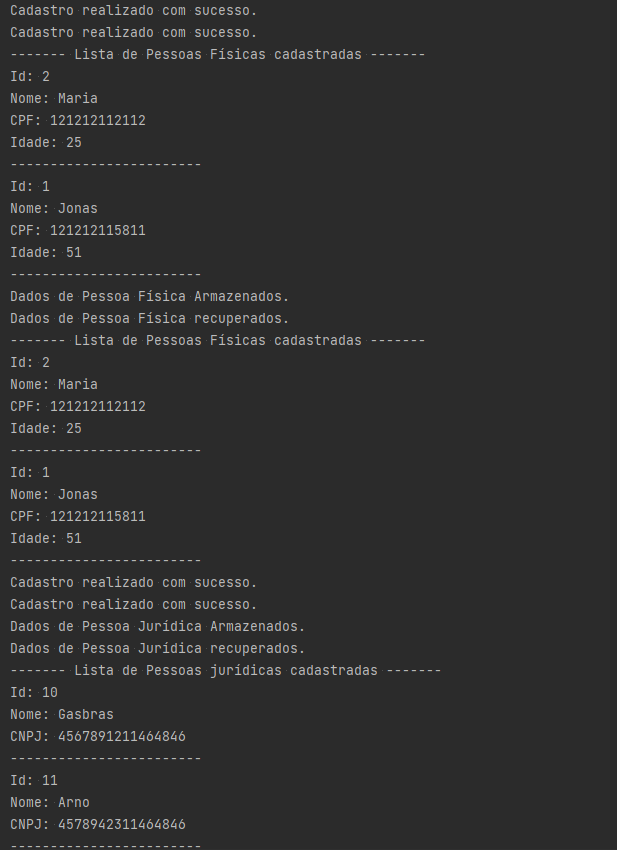 Cadastro realizado com sucesso.
Cadastro realizado com sucesso.
------- Lista de Pessoas Físicas cadastradas -------
Id: 2
Nome: Maria
CPF: 121212112112
Idade: 25
------------------------
Id: 1
Nome: Jonas
CPF: 121212115811
Idade: 51
------------------------
Dados de Pessoa Física Armazenados.
Dados de Pessoa Física recuperados.
------- Lista de Pessoas Físicas cadastradas -------
Id: 2
Nome: Maria
CPF: 121212112112
Idade: 25
------------------------
Id: 1
Nome: Jonas
CPF: 121212115811
Idade: 51
------------------------
Cadastro realizado com sucesso.
Cadastro realizado com sucesso.
Dados de Pessoa Jurídica Armazenados.
Dados de Pessoa Jurídica recuperados.
------- Lista de Pessoas jurídicas cadastradas -------
Id: 10
Nome: Gasbras
CNPJ: 4567891211464846
------------------------
Id: 11
Nome: Arno
CNPJ: 4578942311464846
------------------------